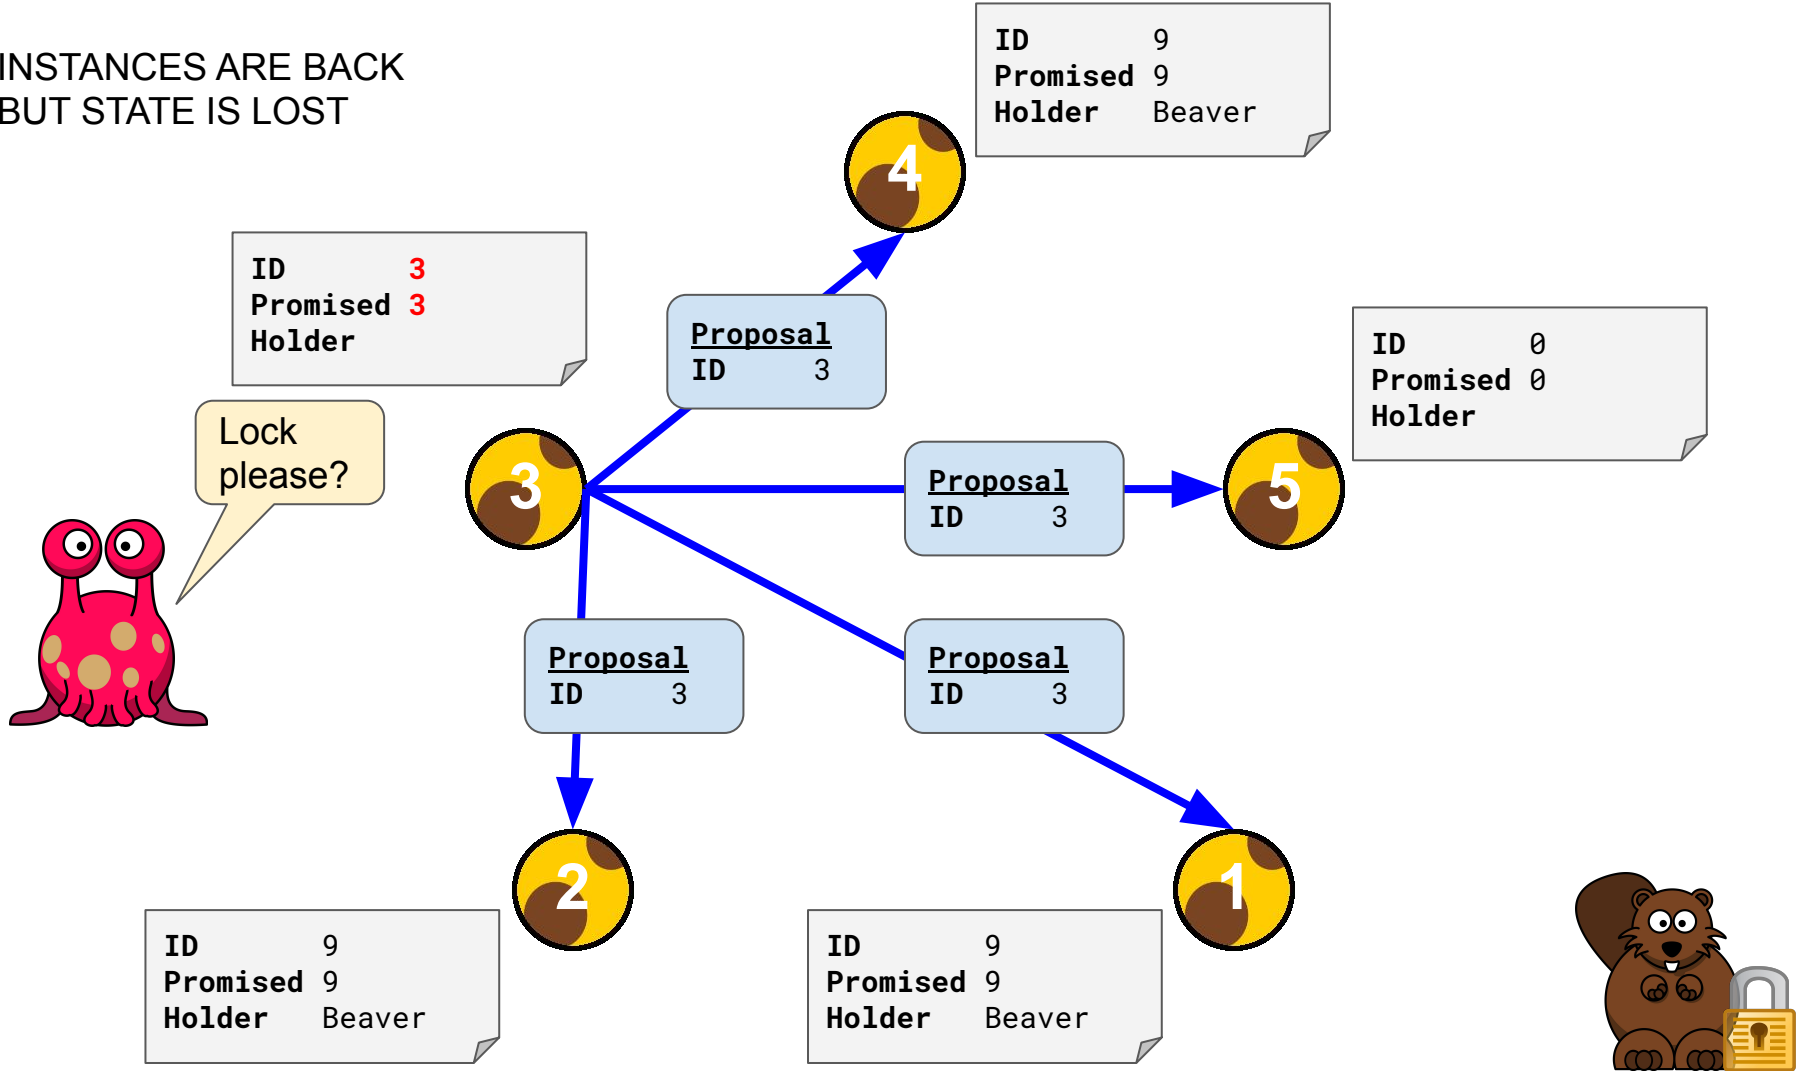 INSTANCES ARE BACK
BUT STATE IS LOST
ID 9
Promised 9
Holder Beaver
4
ID 3
Promised 3
Holder
Proposal
ID 3
ID 0
Promised 0
Holder
Lock
please?
3
Proposal
ID 3
5
Proposal
ID 3
Proposal
ID 3
2
1
ID 9
Promised 9
Holder Beaver
ID 9
Promised 9
Holder Beaver